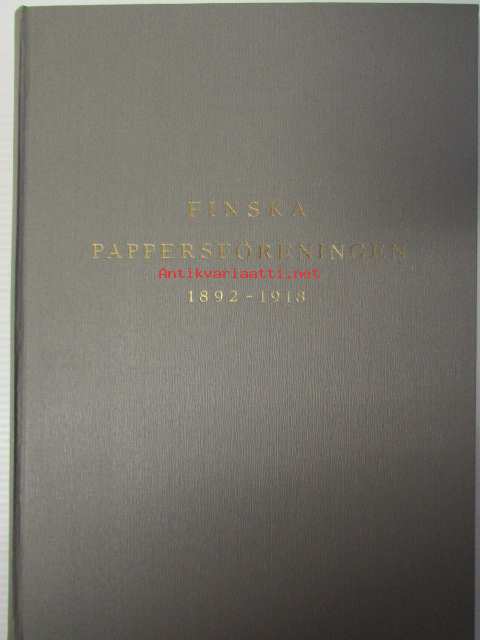 FINSKA
PAPPERSFÖRENINGEN
Antikvariaatti.net
1892-1918